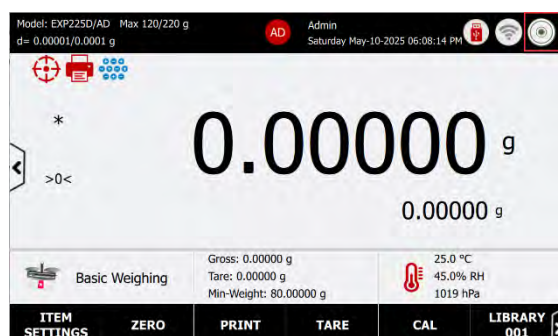 Model: EXP225D/AD Max 120/220 g
d= 0.00001/0.0001 g
AD
Admin
Saturday May-10-2025 06:08:14 PM
*
>0<
0.00000 g
0.00000 g
Basic Weighing
Gross: 0.00000 g
Tare: 0.00000 g
Min-Weight: 80.00000 g
25.0 °C
45.0% RH
1019 hPa
ITEM SETTINGS
ZERO
PRINT
TARE
CAL
LIBRARY 001